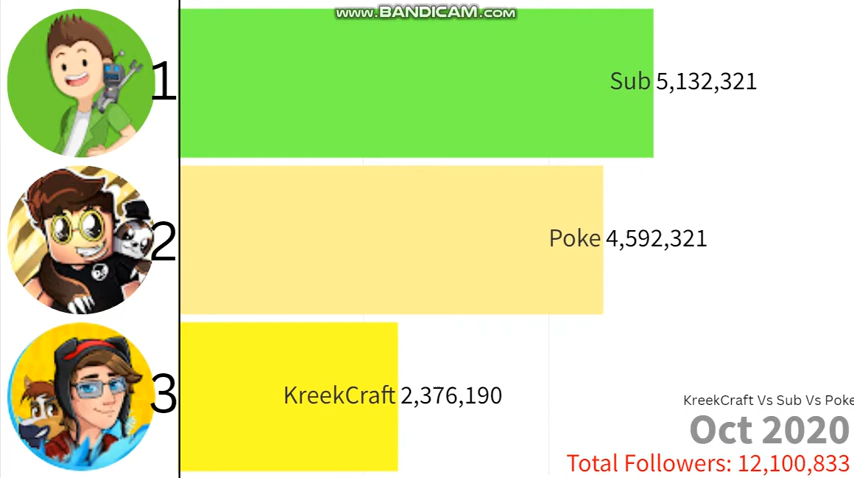 www.BANDICAM.com
1
Sub 5,132,321
2
Poke 4,592,321
3
KreekCraft 2,376,190
KreekCraft Vs Sub Vs Poke
Oct 2020
Total Followers: 12,100,833